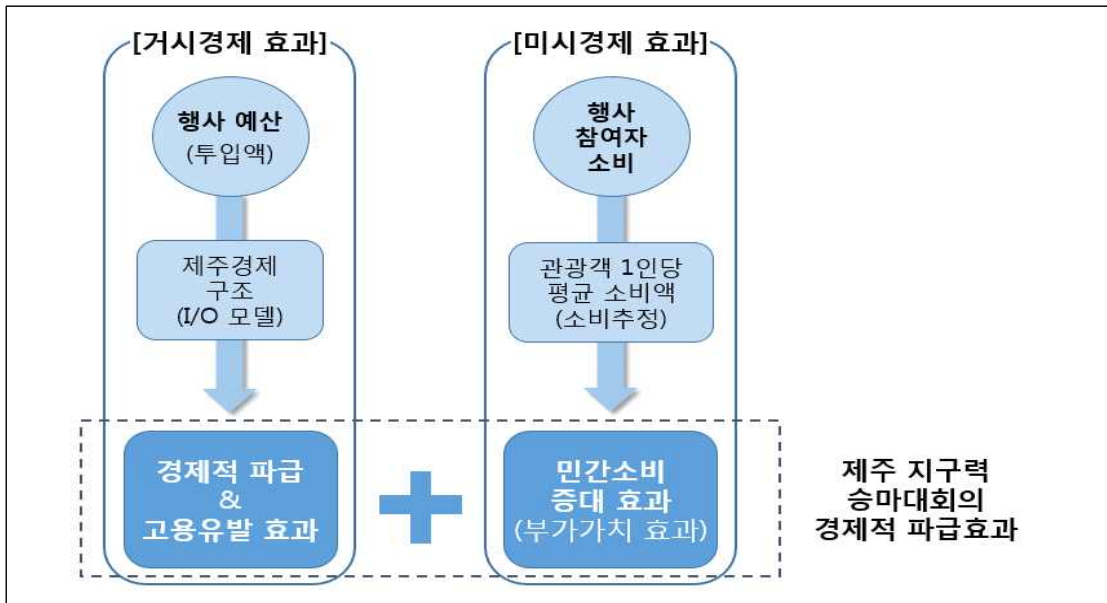 [거시경제 효과]
행사 예산
(투입액)
제주경제
구조
(I/O 모델)
경제적 파급
&
고용유발 효과
[미시경제 효과]
행사
참여자
소비
관광객 1인당
평균 소비액
(소비추정)
민간소비
증대 효과
(부가가치 효과)
제주 지구력
승마대회의
경제적 파급효과